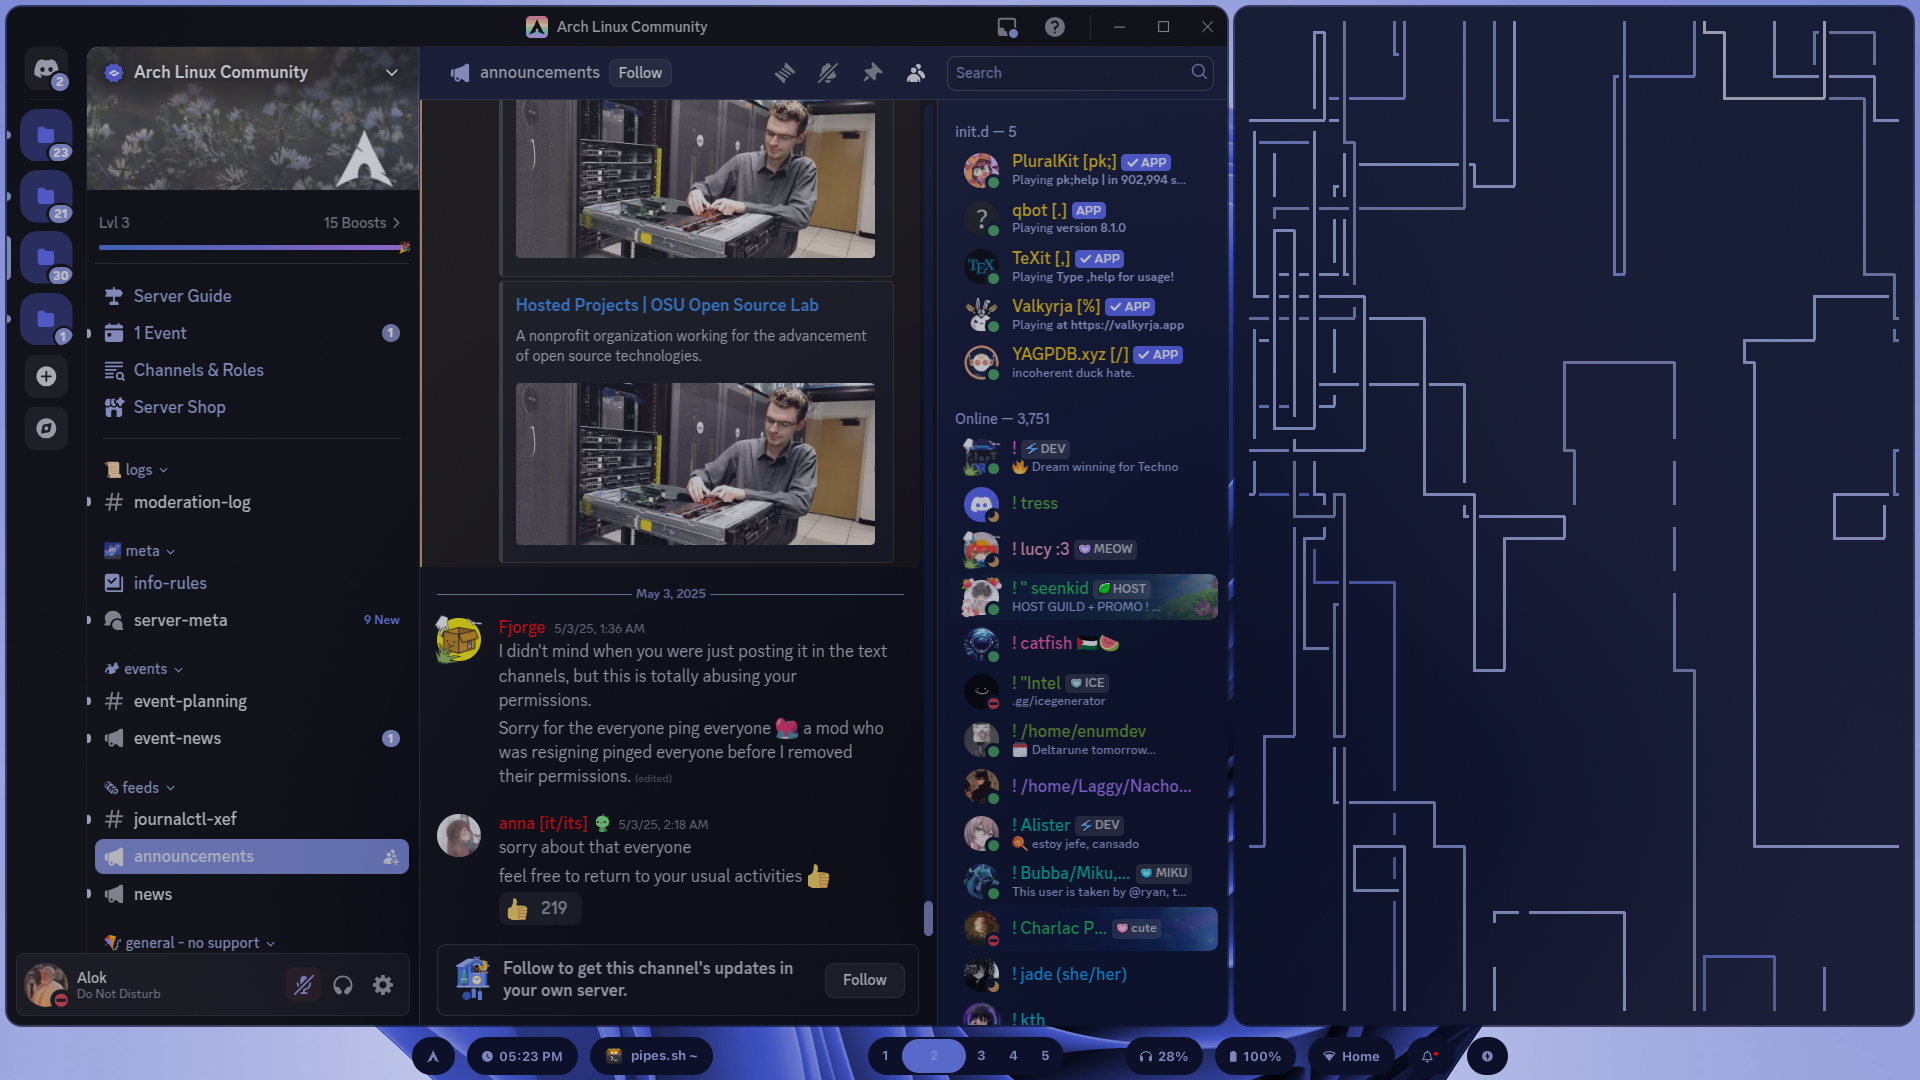 Arch Linux Community
2
23
21
30
1
Arch Linux Community
Lvl 3
15 Boosts
Server Guide
1 Event
1
Channels & Roles
Server Shop
logs
moderation-log
meta
info-rules
server-meta
9 New
events
event-planning
event-news
1
feeds
journalctl-xef
announcements
news
general - no support
Alok
Do Not Disturb
announcements
Follow
Search
Hosted Projects | OSU Open Source Lab
A nonprofit organization working for the advancement
of open source technologies.
May 3, 2025
Fjorge 5/3/25, 1:36 AM
I didn't mind when you were just posting it in the text
channels, but this is totally abusing your
permissions.
Sorry for the everyone ping everyone 💖 a mod who
was resigning pinged everyone before I removed
their permissions. (edited)
anna [it/its] 5/3/25, 2:18 AM
sorry about that everyone
feel free to return to your usual activities 👍
👍 219
Follow to get this channel's updates in
your own server.
Follow
init.d — 5
PluralKit [pk;] ✓ APP
Playing pk;help | in 902,994 s...
?
qbot [.] APP
Playing version 8.1.0
TEX
TeXit [,] ✓ APP
Playing Type ,help for usage!
Valkyrja [%] ✓ APP
Playing at https://valkyrja.app
YAGPDB.xyz [/] ✓ APP
incoherent duck hate.
Online — 3,751
! DEV
🔥 Dream winning for Techno
! tress
! lucy :3 MEOW
! " seenkid HOST
HOST GUILD + PROMO ! ...
! catfish 🇵🇸🍉
! "Intel ICE
.gg/icegenerator
! /home/enumdev
Deltarune tomorrow...
! /home/Laggy/Nacho...
! Alister DEV
estoy jefe, cansado
! Bubba/Miku,... MIKU
This user is taken by @ryan, t...
! Charlac P... cute
! jade (she/her)
! kth
05:23 PM
pipes.sh ~
1 2 3 4 5
28%
100%
Home